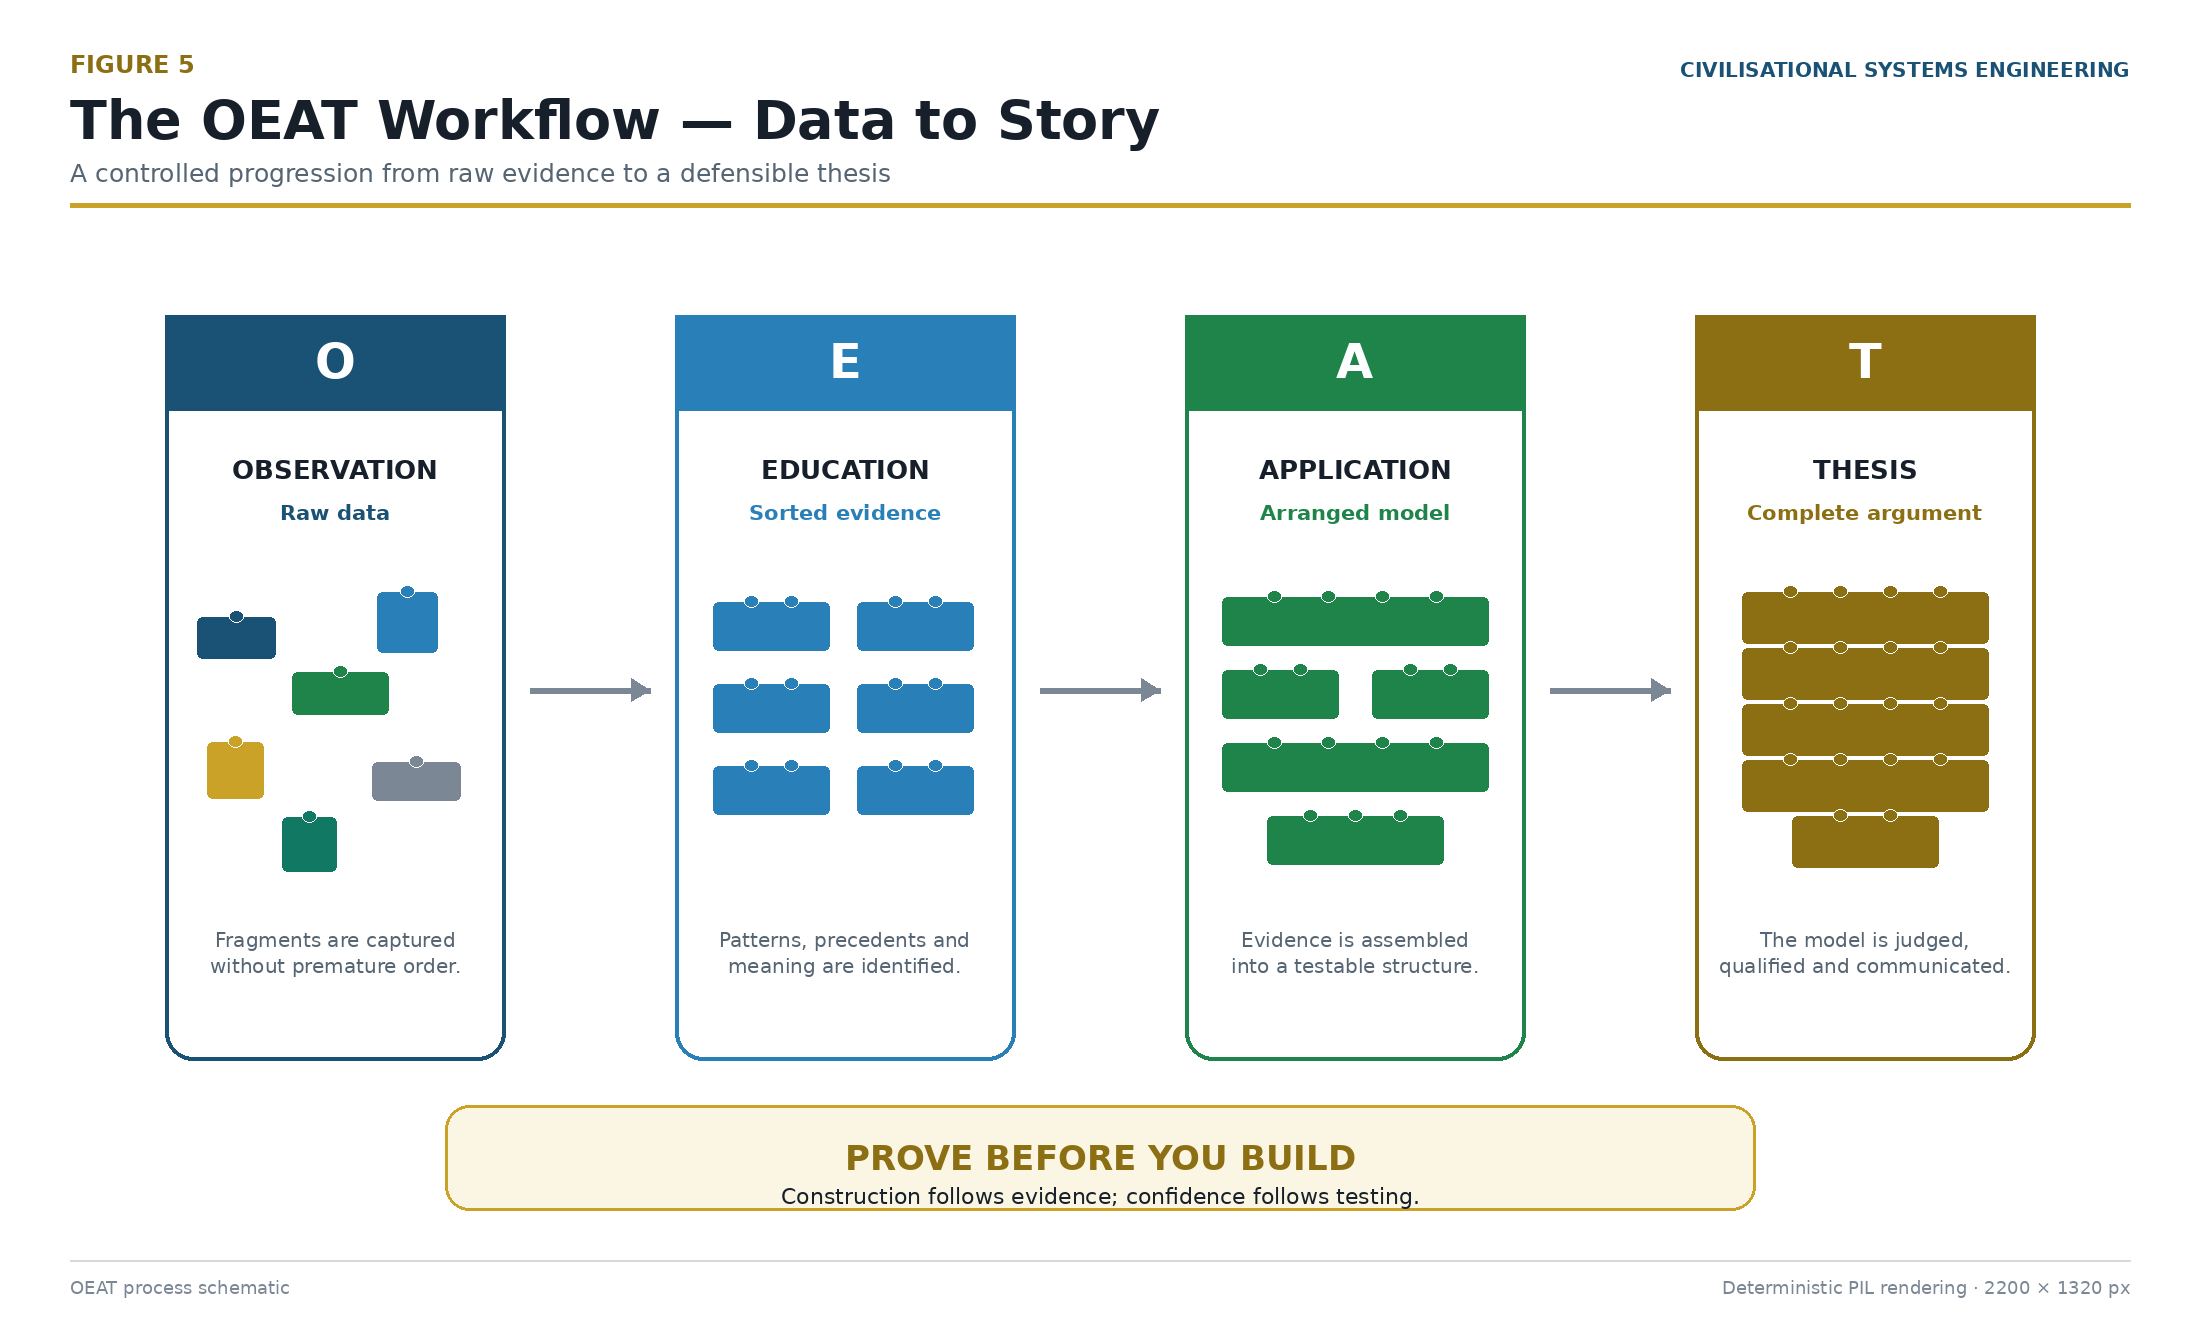 FIGURE 5
CIVILISATIONAL SYSTEMS ENGINEERING
The OEAT Workflow — Data to Story
A controlled progression from raw evidence to a defensible thesis
O
OBSERVATION
Raw data
Fragments are captured
without premature order.
E
EDUCATION
Sorted evidence
Patterns, precedents and
meaning are identified.
A
APPLICATION
Arranged model
Evidence is assembled
into a testable structure.
T
THESIS
Complete argument
The model is judged,
qualified and communicated.
PROVE BEFORE YOU BUILD
Construction follows evidence; confidence follows testing.
OEAT process schematic
Deterministic PIL rendering · 2200 × 1320 px